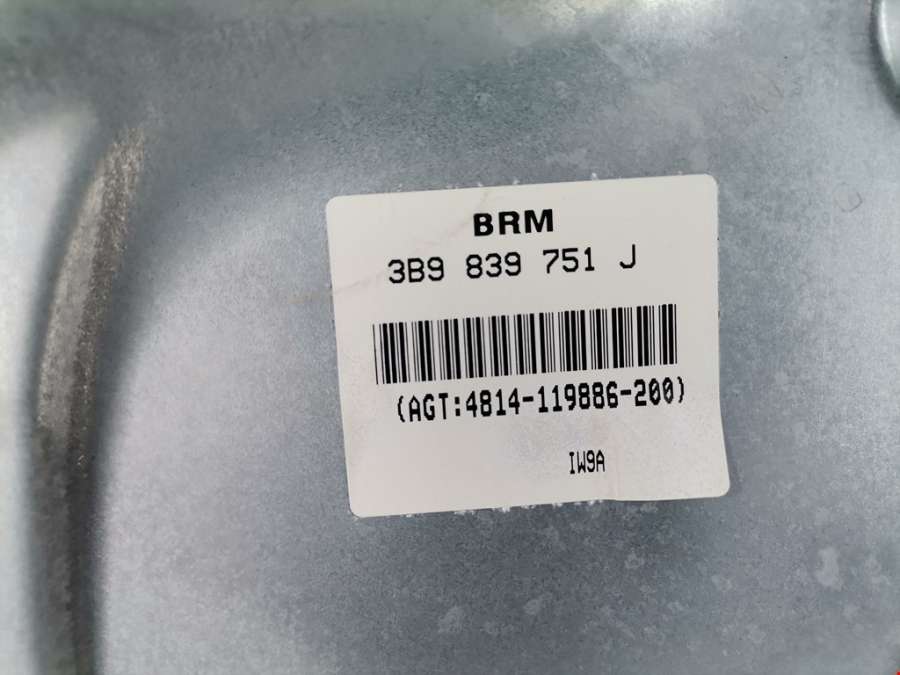 BRM
3B9 839 751 J
(AGT:4814-119886-200)
IW9A